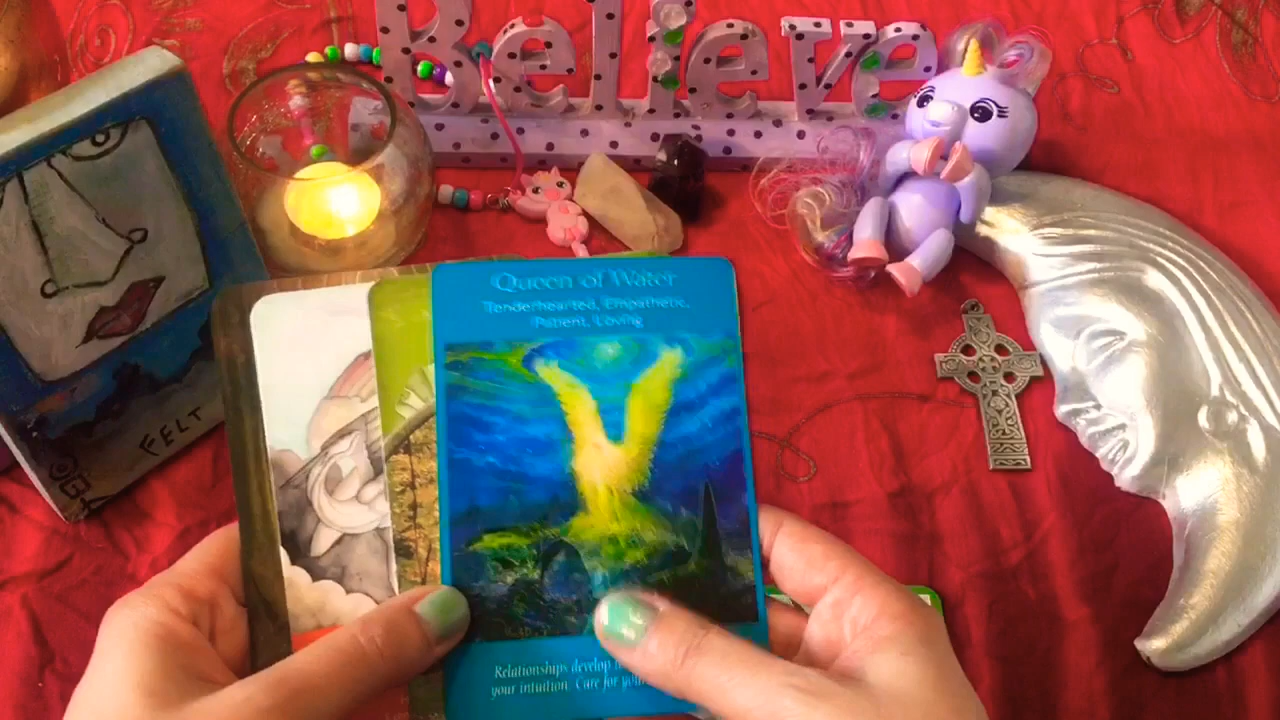 Believe
FELT
Queen of Water
Tenderhearted, Empathetic,
Patient, Loving
Relationships develop
your intuition. Care for